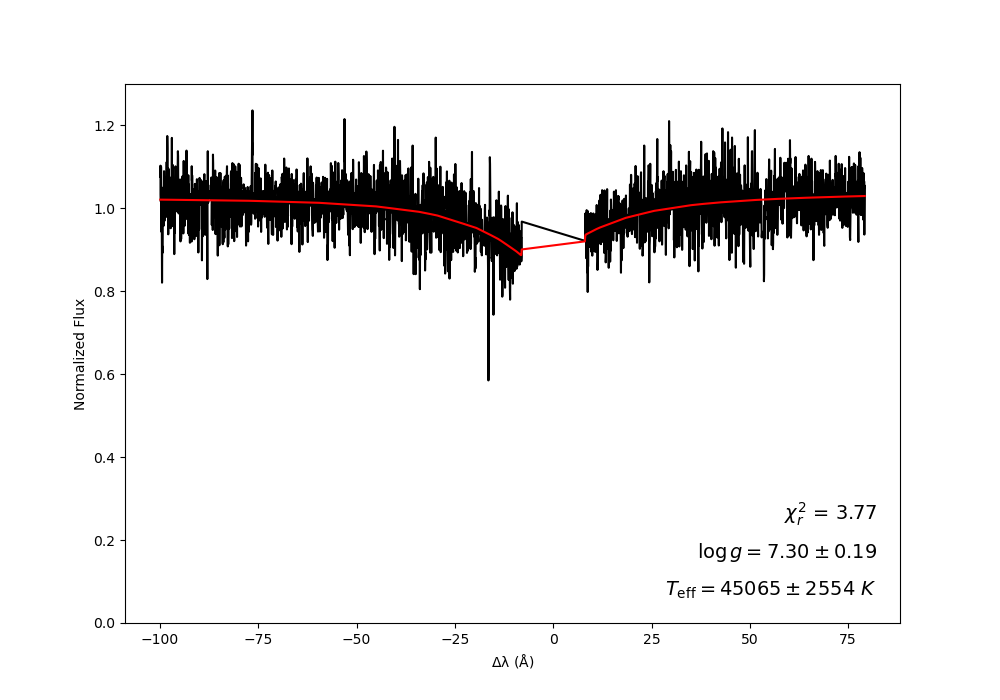 1.2
1.0
0.8
0.6
0.4
0.2
0.0
Normalized Flux
χ²ᵣ = 3.77
log g = 7.30 ± 0.19
T_eff = 45065 ± 2554 K
−100 −75 −50 −25 0 25 50 75
Δλ (Å)